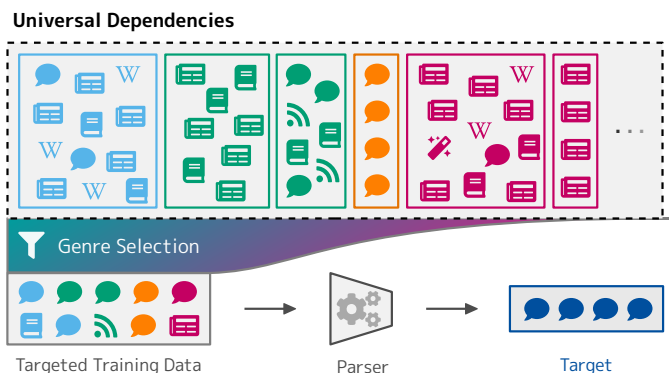 Universal Dependencies
W
W
W
W
W
...
Genre Selection
Targeted Training Data
Parser
Target